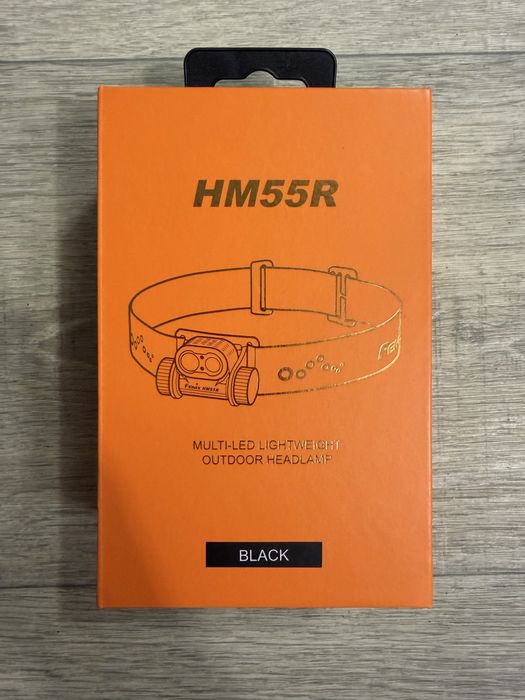 HM55R
Fenix HM55R
MULTI-LED LIGHTWEIGHT
OUTDOOR HEADLAMP
BLACK